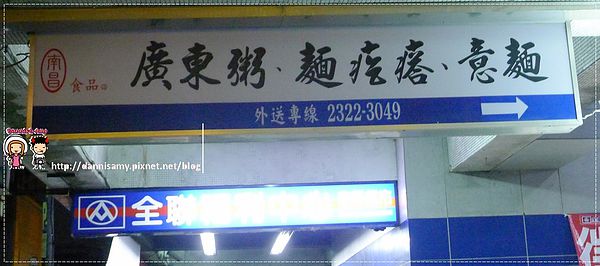 南昌
食品
廣東粥、麵疙瘩、意麵
外送專線 2322-3049
http://dannisamy.pixnet.net/blog
全聯福利中心